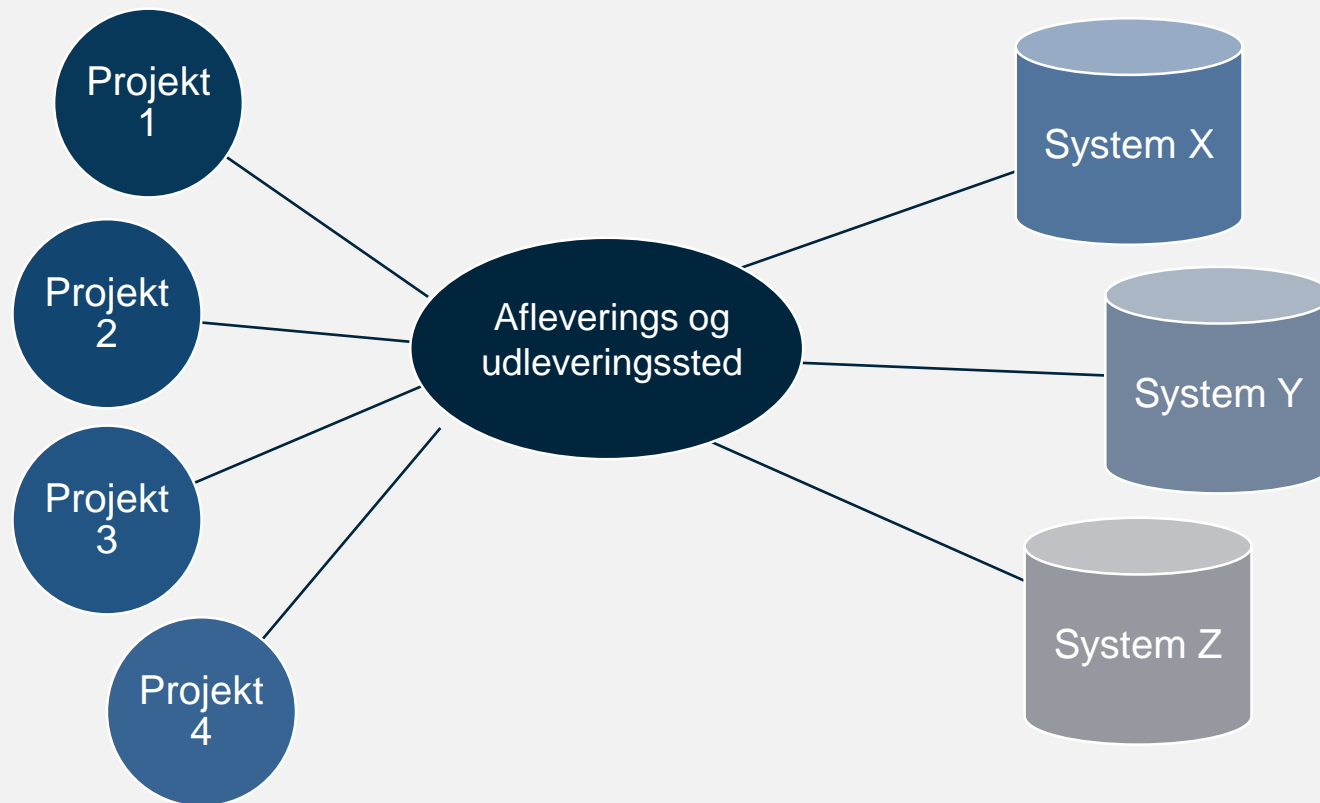 Projekt
1
Projekt
2
Projekt
3
Projekt
4
Afleverings og
udleveringssted
System X
System Y
System Z